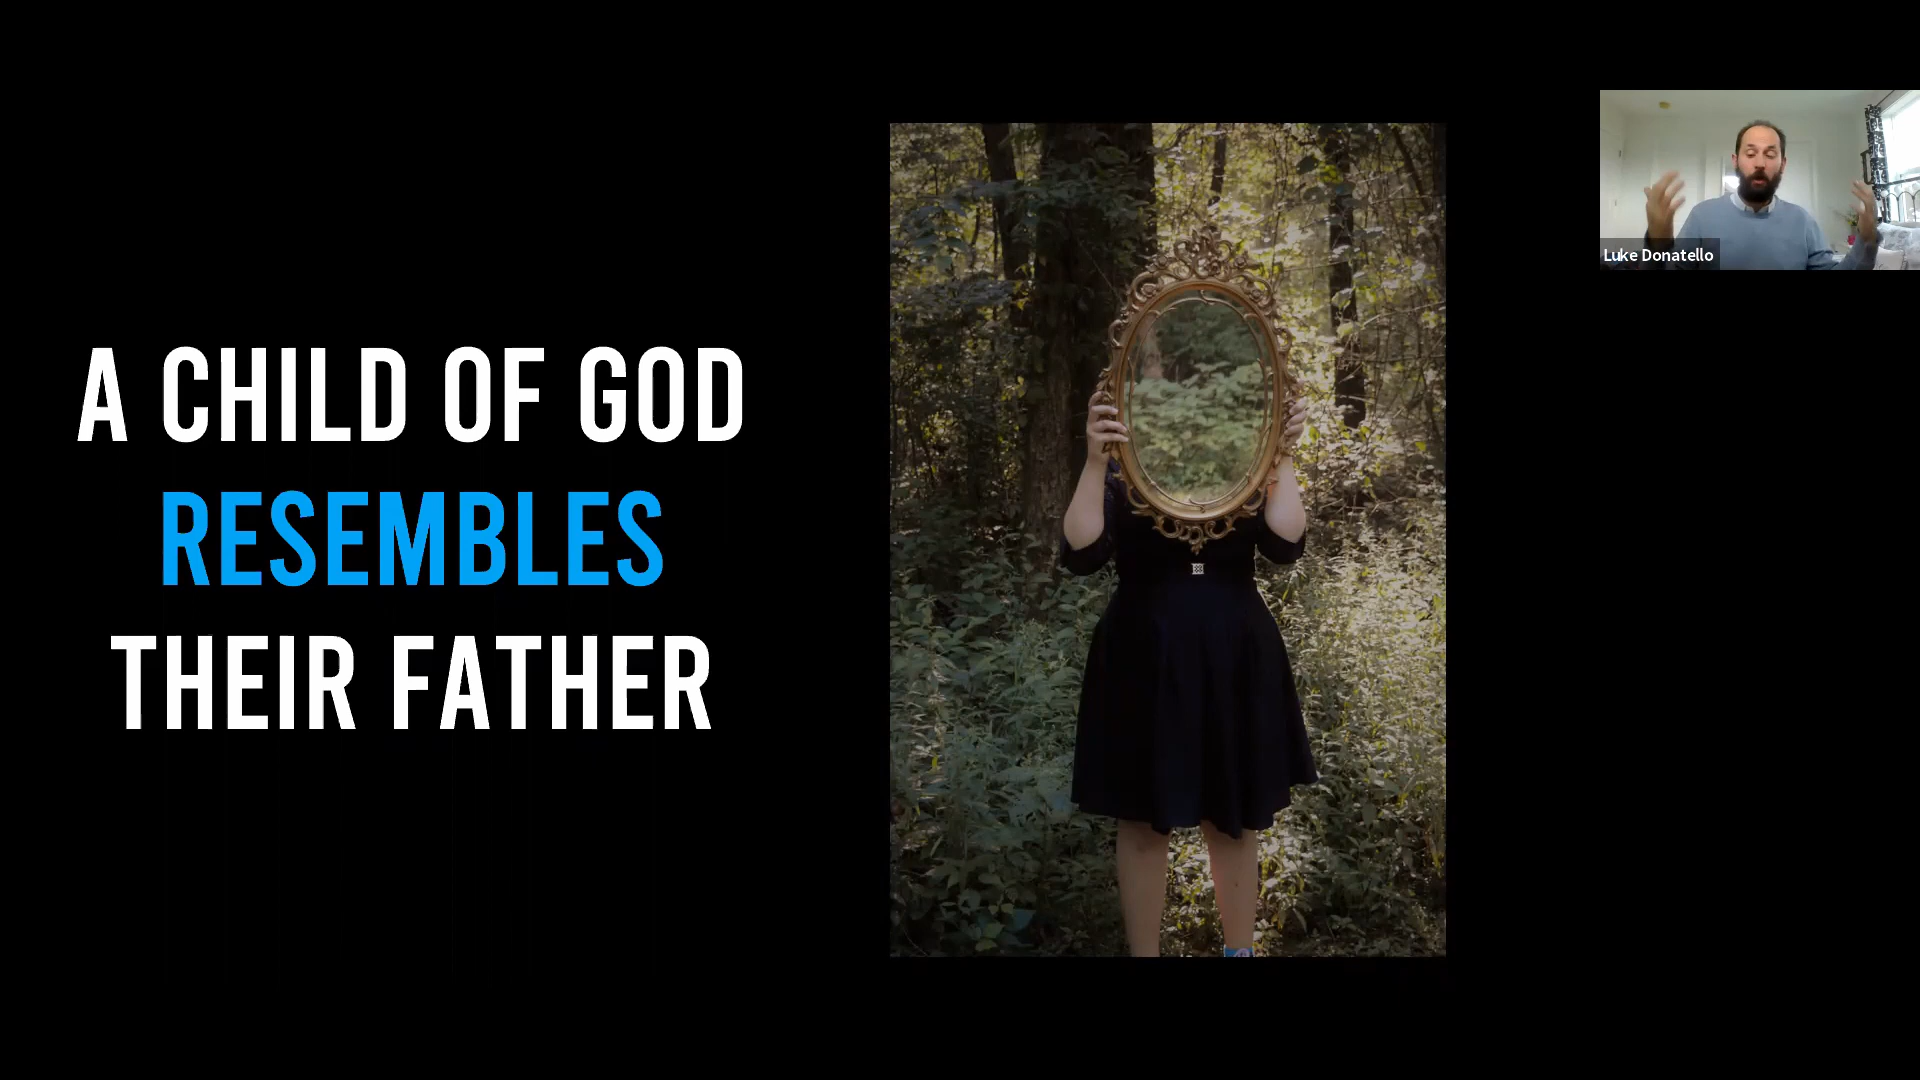 A CHILD OF GOD
RESEMBLES
THEIR FATHER
Luke Donatello